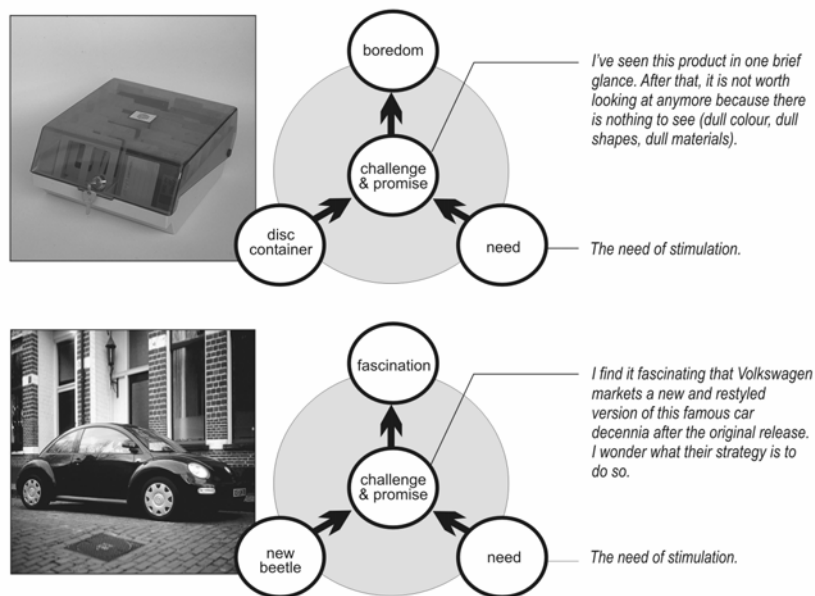 boredom
I've seen this product in one brief
glance. After that, it is not worth
looking at anymore because there
is nothing to see (dull colour, dull
shapes, dull materials).
challenge
& promise
disc
container
need
The need of stimulation.
fascination
I find it fascinating that Volkswagen
markets a new and restyled
version of this famous car
decennia after the original release.
I wonder what their strategy is to
do so.
challenge
& promise
new
beetle
need
The need of stimulation.